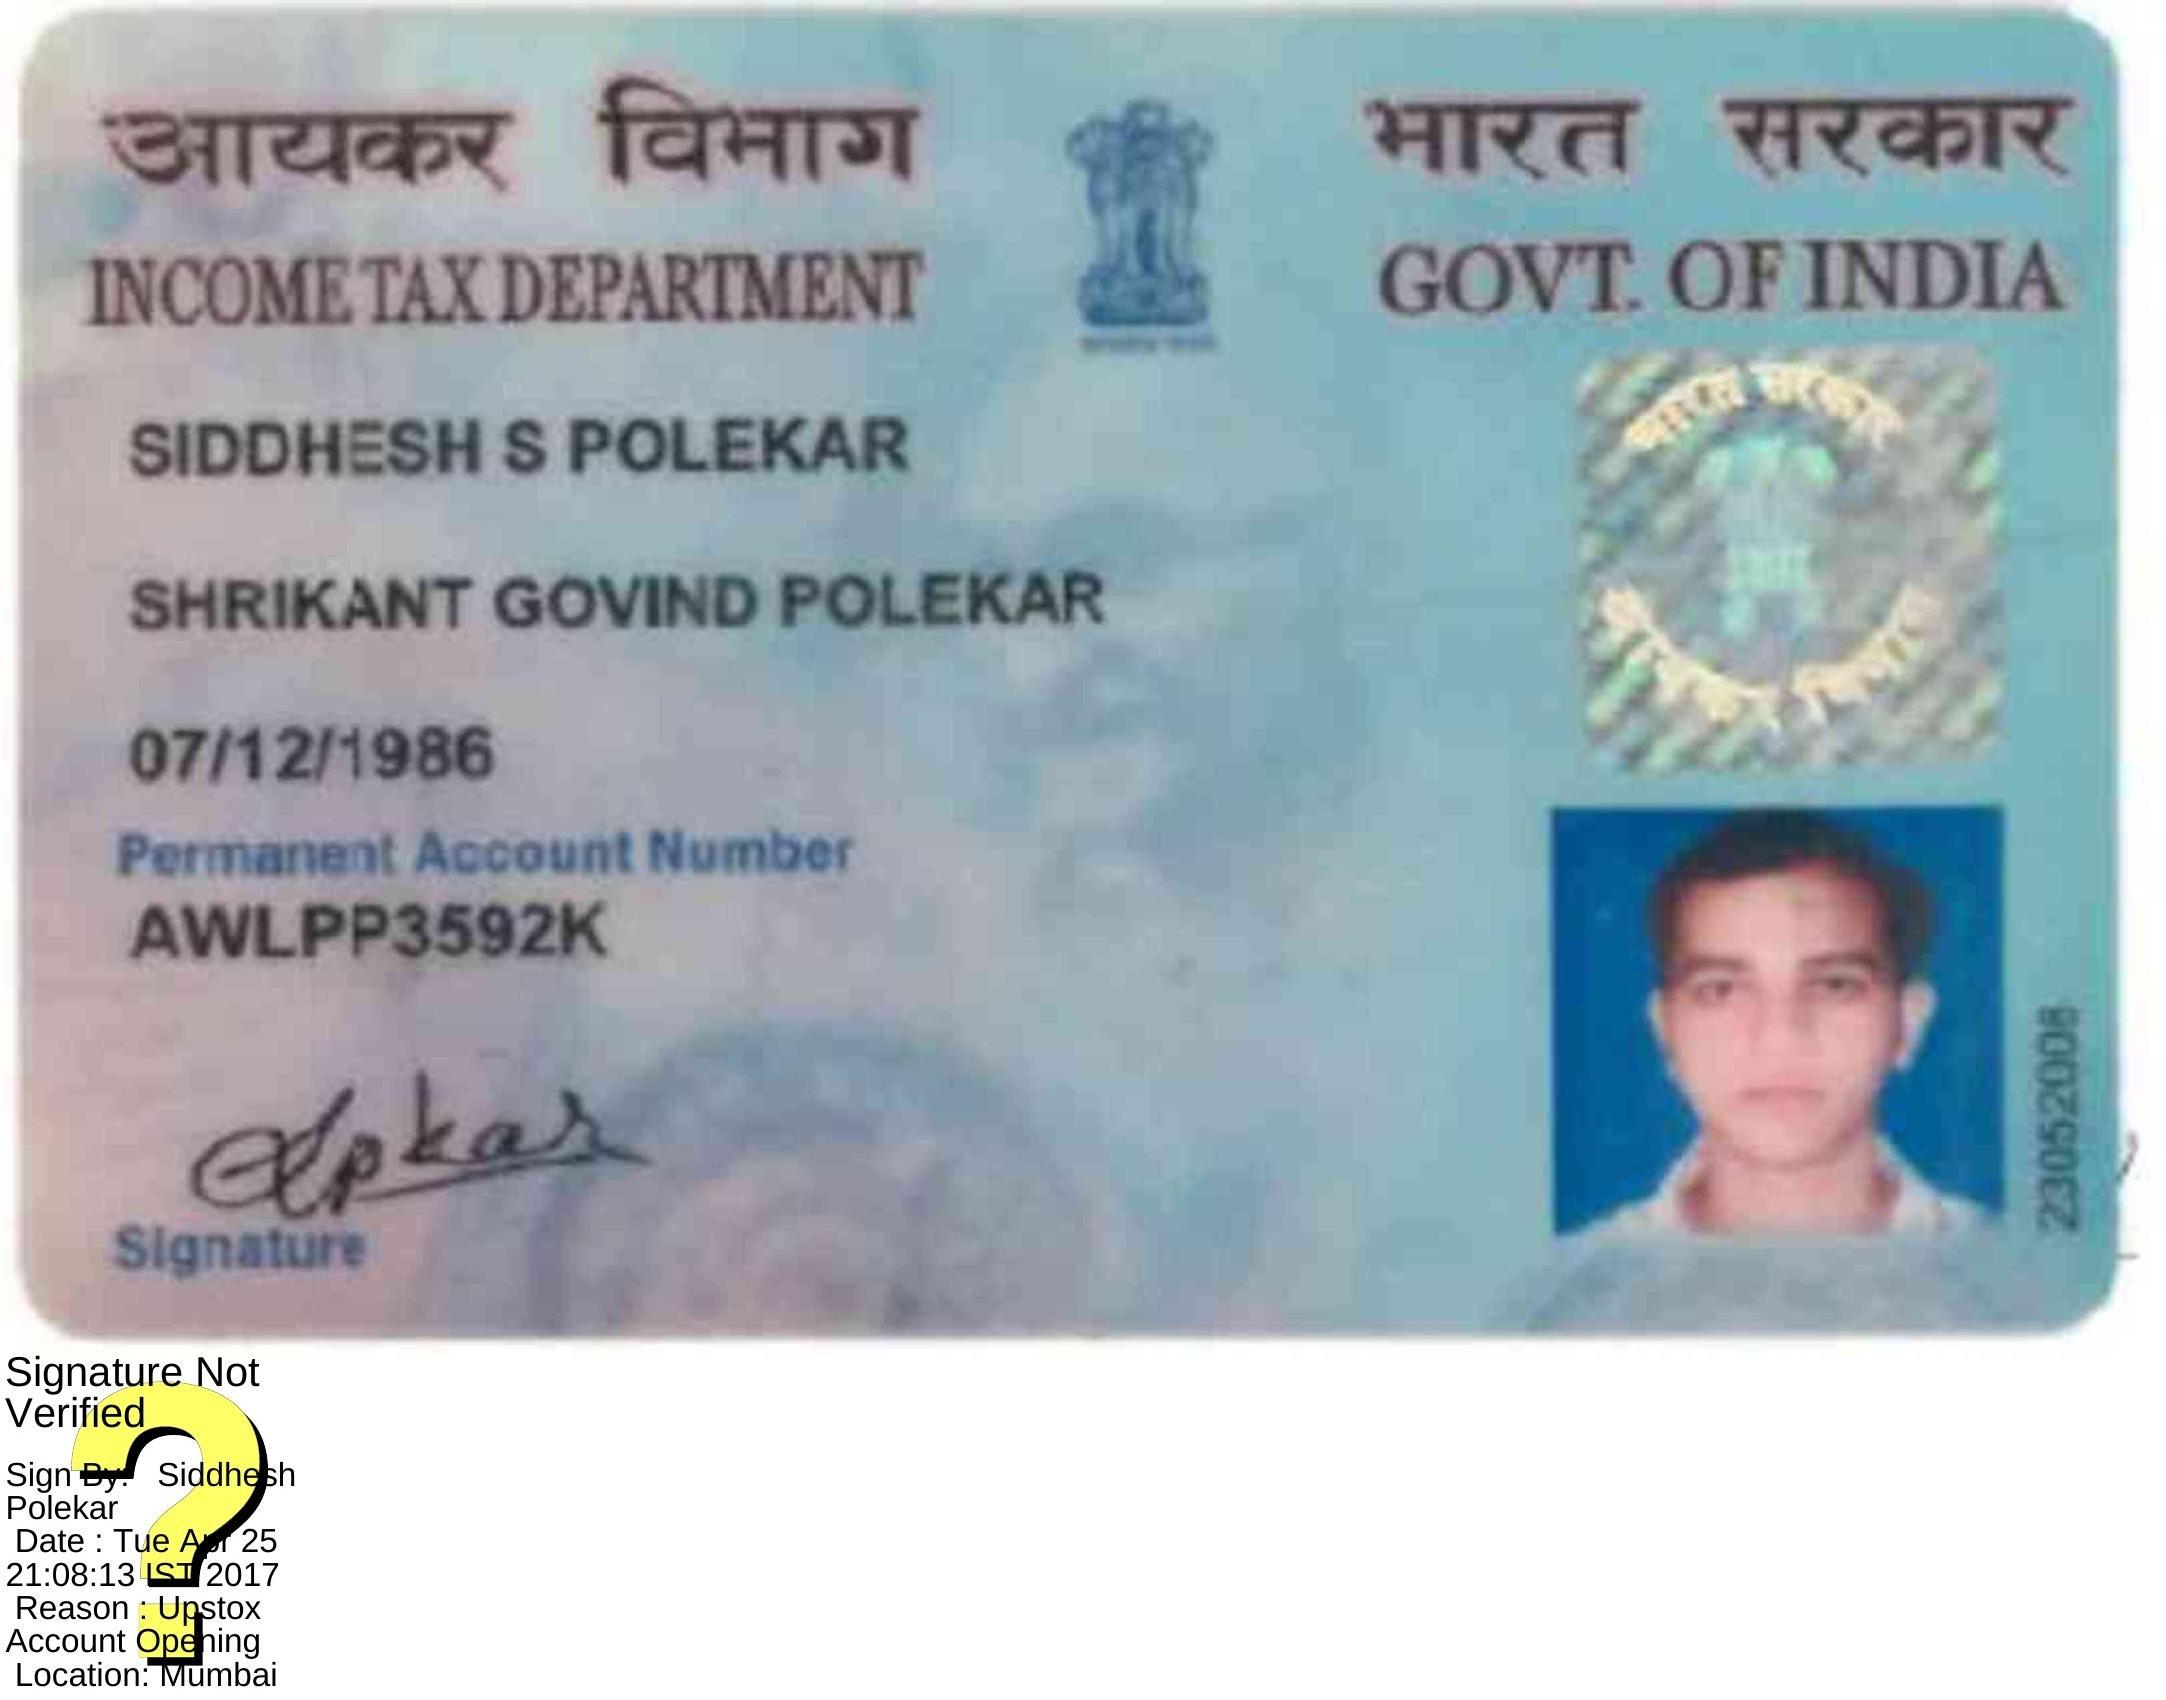 आयकर विभाग
भारत सरकार
INCOME TAX DEPARTMENT
GOVT. OF INDIA
SIDDHESH S POLEKAR
SHRIKANT GOVIND POLEKAR
07/12/1986
Permanent Account Number
AWLPP3592K
Signature
भारत सरकार
23052008
Signature Not
Verified
Sign By: Siddhesh
Polekar
Date : Tue Apr 25
21:08:13 IST 2017
Reason : Upstox
Account Opening
Location: Mumbai